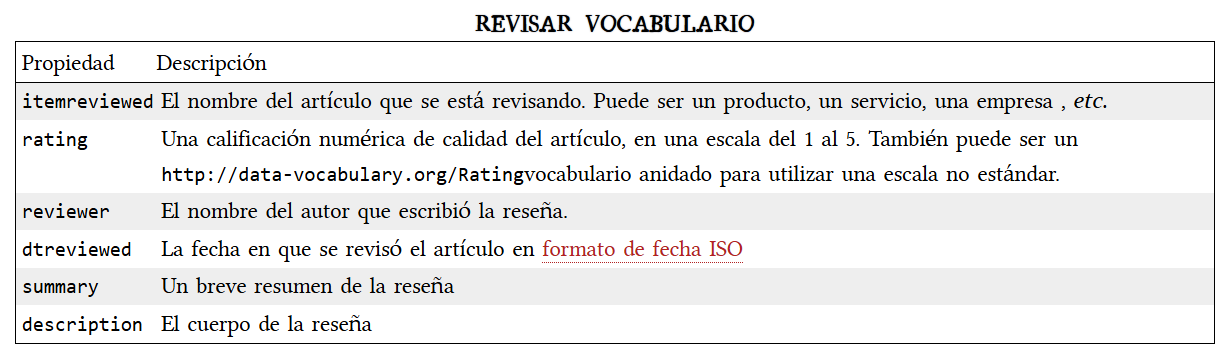 REVISAR VOCABULARIO
Propiedad Descripción
itemreviewed El nombre del artículo que se está revisando. Puede ser un producto, un servicio, una empresa , etc.
rating Una calificación numérica de calidad del artículo, en una escala del 1 al 5. También puede ser un
http://data-vocabulary.org/Ratingvocabulario anidado para utilizar una escala no estándar.
reviewer El nombre del autor que escribió la reseña.
dtreviewed La fecha en que se revisó el artículo en formato de fecha ISO
summary Un breve resumen de la reseña
description El cuerpo de la reseña